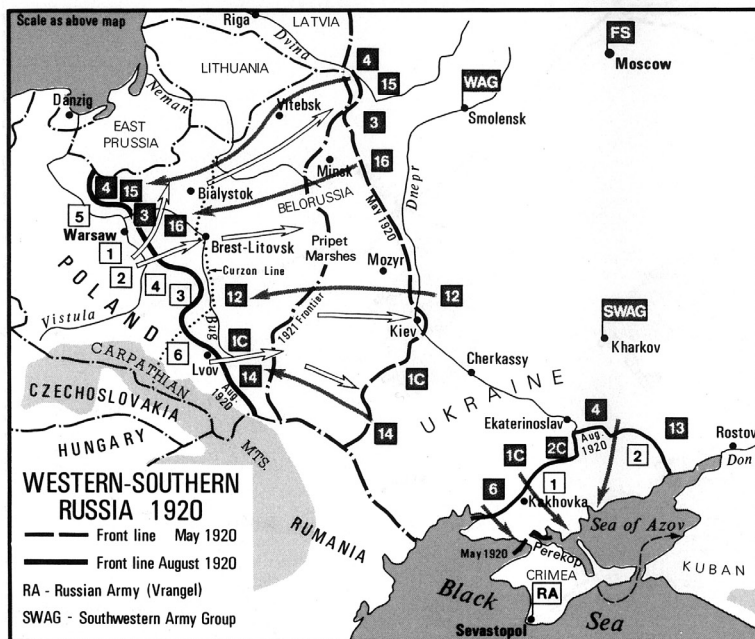 Scale as above map
Riga
LATVIA
Dvina
FS
Moscow
LITHUANIA
4
15
WAG
Smolensk
Danzig
Neman
Vitebsk
EAST
PRUSSIA
3
Minsk
16
4
15
Bialystok
BELORUSSIA
Dnepr
5
3
16
May 1920
Warsaw
1
2
Brest-Litovsk
Pripet
Marshes
Curzon Line
Mozyr
POLAND
4
3
12
12
1921 Frontier
Vistula
Bug
Kiev
SWAG
Kharkov
6
1C
Lvov
14
Aug.
1920
1C
Cherkassy
CARPATHIAN
MTS.
CZECHOSLOVAKIA
HUNGARY
14
UKRAINE
Ekaterinoslav
4
13
Aug.
1920
2C
2
Rostov
Don
1C
1
6
Kakhovka
Sea of Azov
RUMANIA
May 1920
Perekop
CRIMEA
KUBAN
RA
Black
Sea
Sevastopol
WESTERN-SOUTHERN
RUSSIA 1920
Front line May 1920
Front line August 1920
RA - Russian Army (Vrangel)
SWAG - Southwestern Army Group